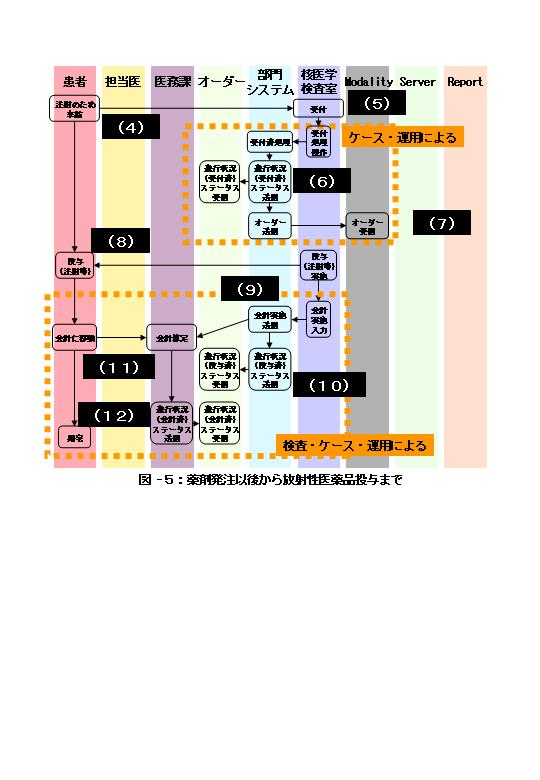 患者 担当医 医務課 オーダー 部門システム 核医学検査室 Modality Server Report
注射のため
来院
受付
（5）
（4）
受付済処理
受付
処理
操作
ケース・運用による
進行状況
(受付済)
ステータス
受信
進行状況
(受付済)
ステータス
送信
（6）
オーダー
送信
オーダー
受信
（7）
（8）
投与
(注射等)
投与
(注射等)
実施
（9）
会計に移動
会計算定
会計実施
送信
会計
実施
入力
（11）
進行状況
(投与済)
ステータス
受信
進行状況
(投与済)
ステータス
送信
（10）
（12）
帰宅
進行状況
(会計済)
ステータス
送信
進行状況
(会計済)
ステータス
受信
検査・ケース・運用による
図 -５：薬剤発注以後から放射性医薬品投与まで